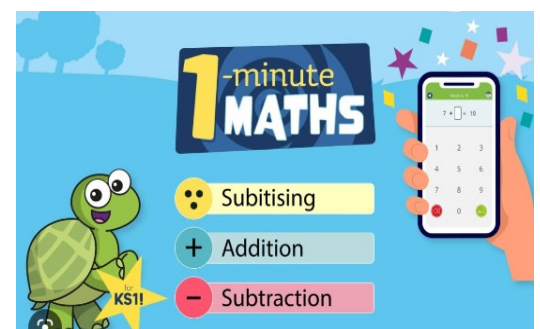 1-minute
MATHS
7 + = 10
1 2 3
4 5 6
7 8 9
0
Subitising
+ Addition
- Subtraction
for
KS1!